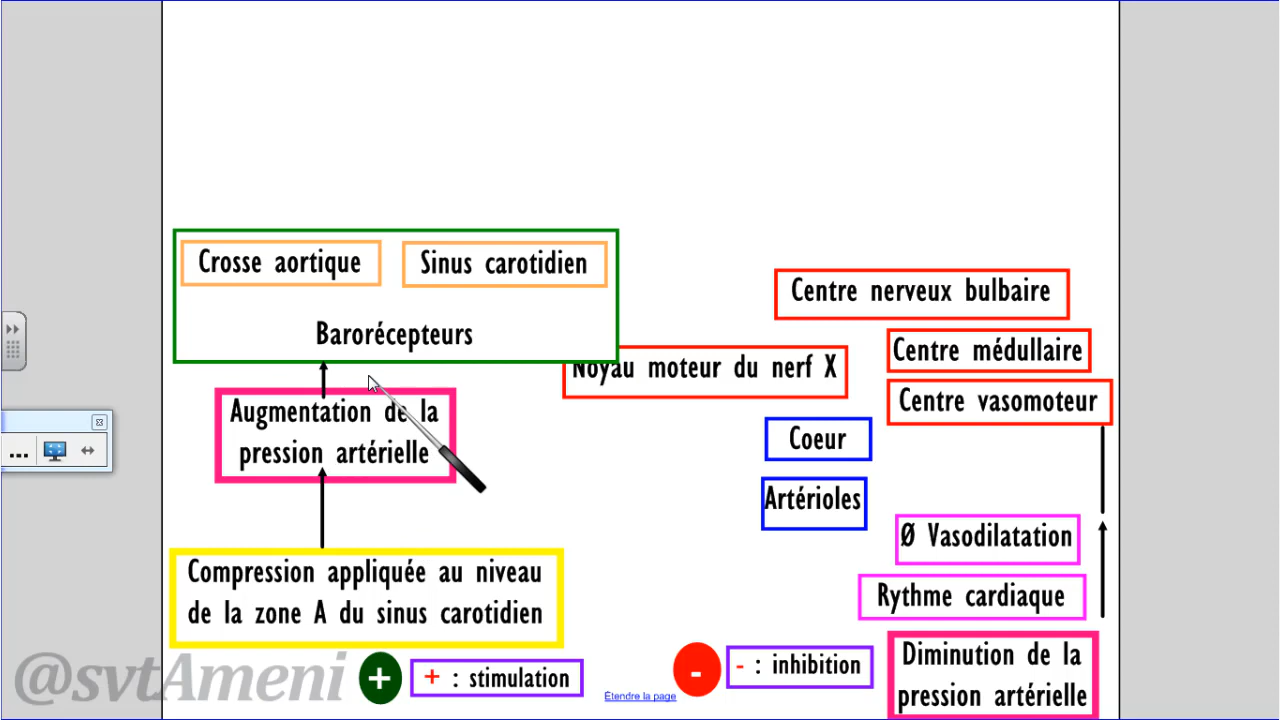 Crosse aortique
Sinus carotidien
Barorécepteurs
Centre nerveux bulbaire
Centre médullaire
Noyau moteur du nerf X
Centre vasomoteur
Augmentation de la
pression artérielle
Coeur
Artérioles
Ø Vasodilatation
Compression appliquée au niveau
de la zone A du sinus carotidien
Rythme cardiaque
Diminution de la
pression artérielle
@svtAmeni
+
+ : stimulation
-
- : inhibition
Étendre la page